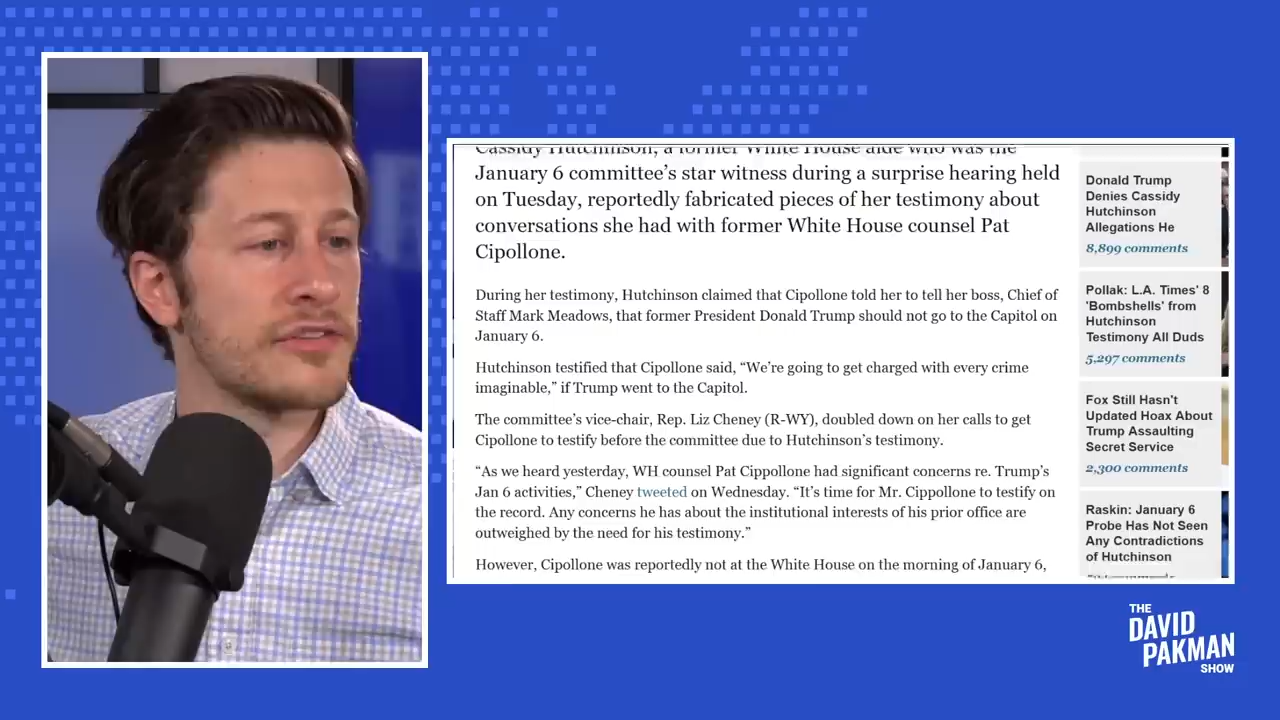 Cassidy Hutchinson, a former White House aide who was the
January 6 committee’s star witness during a surprise hearing held
on Tuesday, reportedly fabricated pieces of her testimony about
conversations she had with former White House counsel Pat
Cipollone.
During her testimony, Hutchinson claimed that Cipollone told her to tell her boss, Chief of
Staff Mark Meadows, that former President Donald Trump should not go to the Capitol on
January 6.
Hutchinson testified that Cipollone said, “We’re going to get charged with every crime
imaginable,” if Trump went to the Capitol.
The committee’s vice-chair, Rep. Liz Cheney (R-WY), doubled down on her calls to get
Cipollone to testify before the committee due to Hutchinson’s testimony.
“As we heard yesterday, WH counsel Pat Cippollone had significant concerns re. Trump’s
Jan 6 activities,” Cheney tweeted on Wednesday. “It’s time for Mr. Cippollone to testify on
the record. Any concerns he has about the institutional interests of his prior office are
outweighed by the need for his testimony.”
However, Cipollone was reportedly not at the White House on the morning of January 6,
Donald Trump
Denies Cassidy
Hutchinson
Allegations He
8,899 comments
Pollak: L.A. Times' 8
'Bombshells' from
Hutchinson
Testimony All Duds
5,297 comments
Fox Still Hasn't
Updated Hoax About
Trump Assaulting
Secret Service
2,300 comments
Raskin: January 6
Probe Has Not Seen
Any Contradictions
of Hutchinson
THE
DAVID
PAKMAN
SHOW